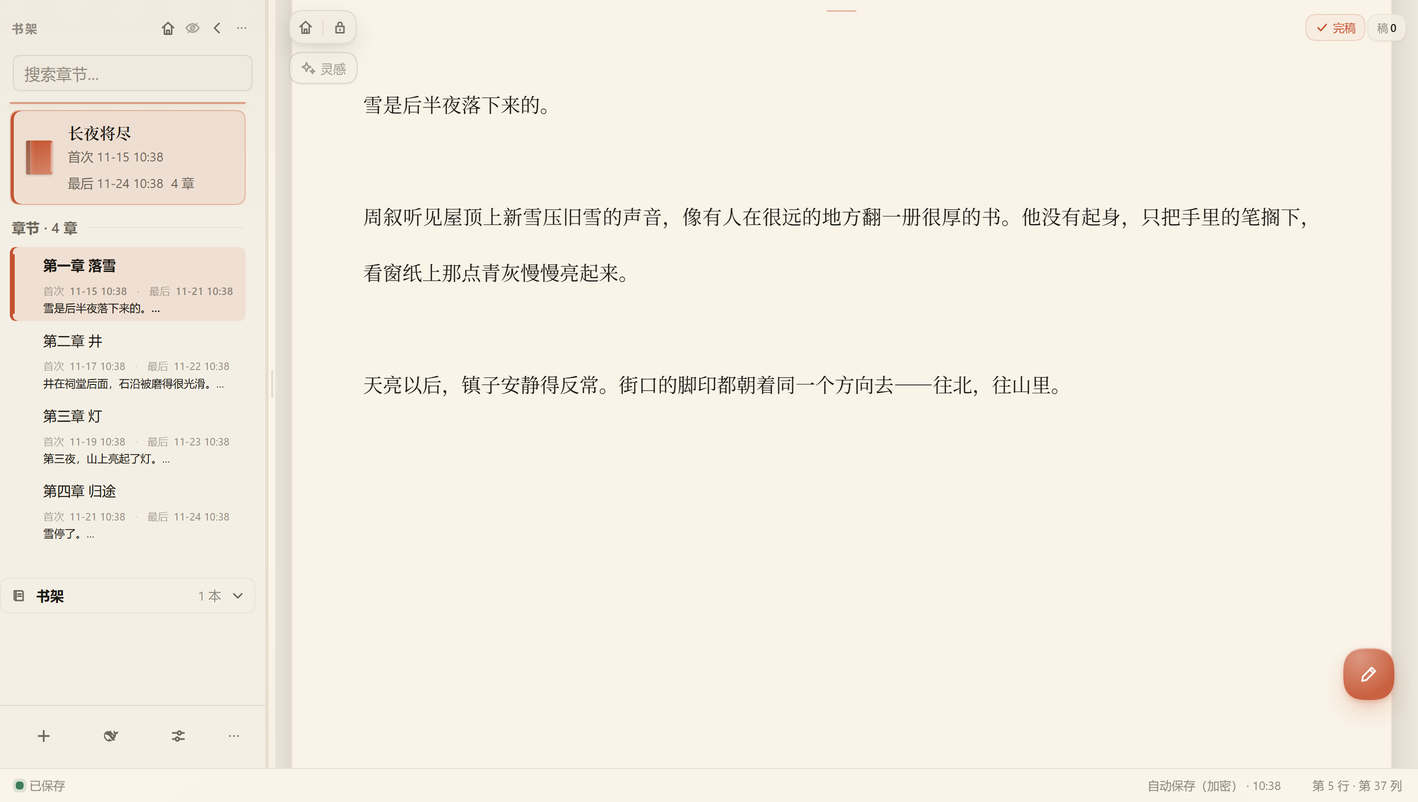 书架
搜索章节...
长夜将尽
首次 11-15 10:38
最后 11-24 10:38 4 章
章节 · 4 章
第一章 落雪
首次 11-15 10:38 · 最后 11-21 10:38
雪是后半夜落下来的。...
第二章 井
首次 11-17 10:38 · 最后 11-22 10:38
井在祠堂后面，石沿被磨得很光滑。...
第三章 灯
首次 11-19 10:38 · 最后 11-23 10:38
第三夜，山上亮起了灯。...
第四章 归途
首次 11-21 10:38 · 最后 11-24 10:38
雪停了。...
书架 1 本
灵感
完稿 稿 0
雪是后半夜落下来的。
周叙听见屋顶上新雪压旧雪的声音，像有人在很远的地方翻一册很厚的书。他没有起身，只把手里的笔搁下，
看窗纸上那点青灰慢慢亮起来。
天亮以后，镇子安静得反常。街口的脚印都朝着同一个方向去——往北，往山里。
已保存
自动保存（加密） · 10:38 第 5 行 · 第 37 列